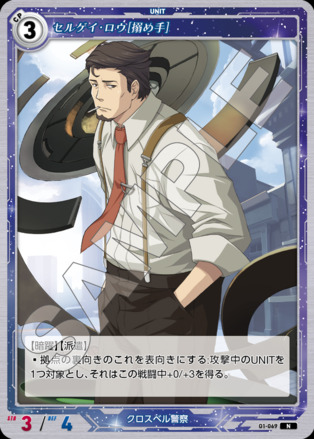 UNIT
CP
3
セルゲイ・ロウ[搦め手]
【暗躍】【派遣】
・拠点の裏向きのこれを表向きにする:攻撃中のUNITを
1つ対象とし、それはこの戦闘中+0/+3を得る。
ATK 3 / DEF 4
クロスベル警察
01-049 N